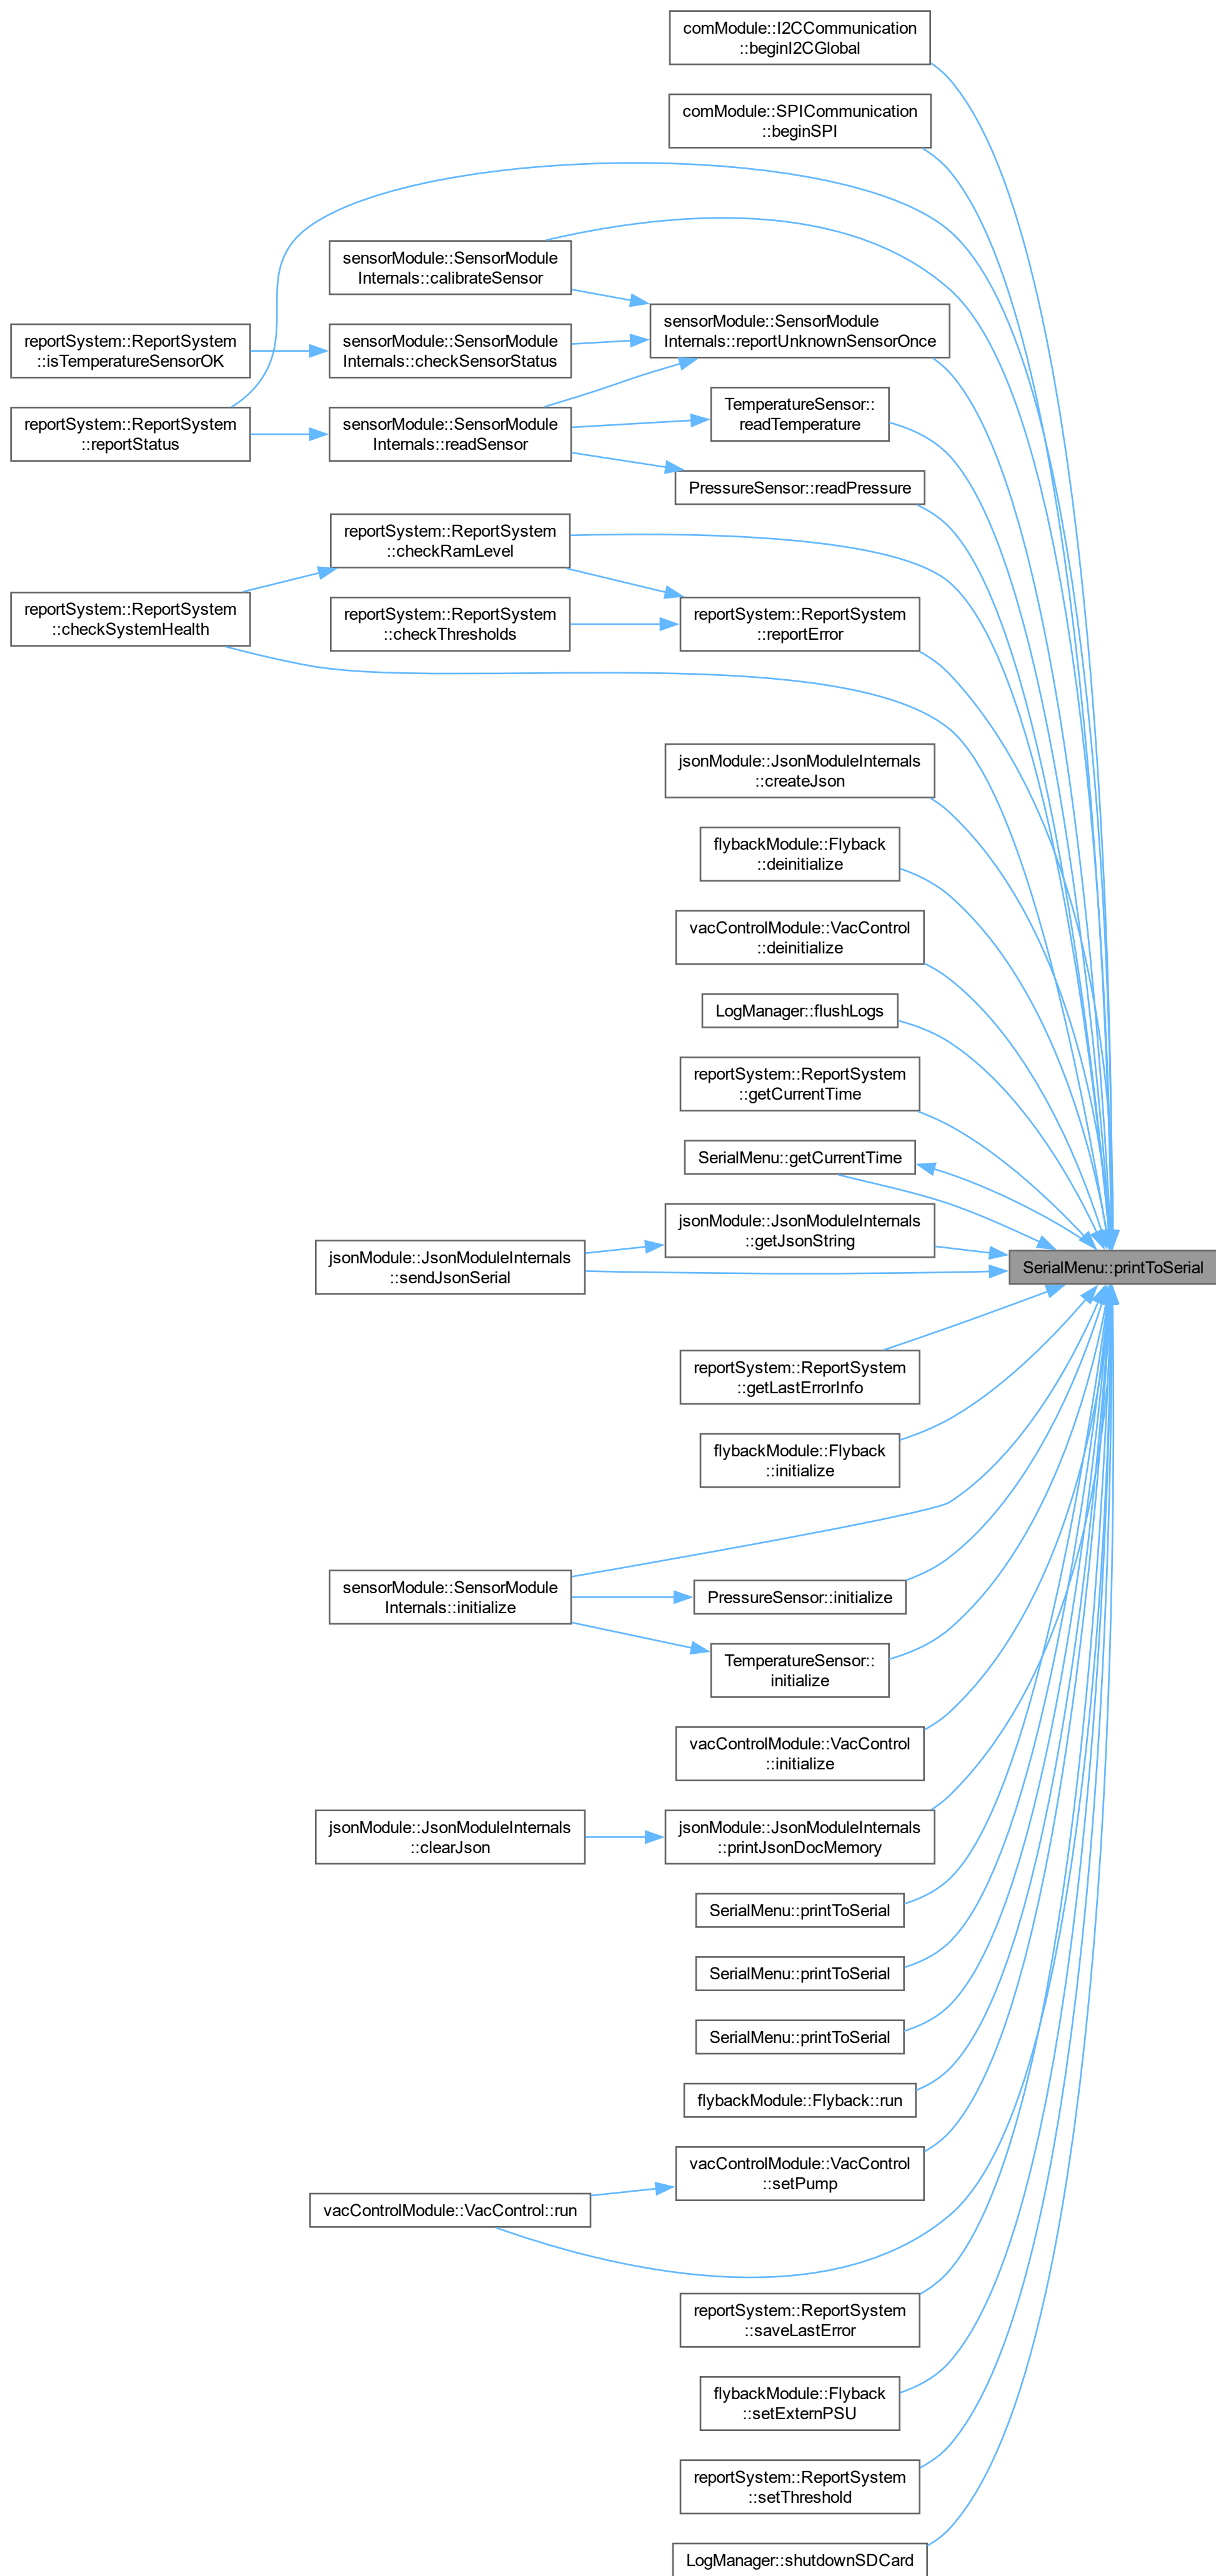 comModule::I2CCommunication
::beginI2CGlobal
comModule::SPICommunication
::beginSPI
sensorModule::SensorModule
Internals::calibrateSensor
sensorModule::SensorModule
Internals::reportUnknownSensorOnce
reportSystem::ReportSystem
::isTemperatureSensorOK
sensorModule::SensorModule
Internals::checkSensorStatus
TemperatureSensor::
readTemperature
reportSystem::ReportSystem
::reportStatus
sensorModule::SensorModule
Internals::readSensor
PressureSensor::readPressure
reportSystem::ReportSystem
::checkRamLevel
reportSystem::ReportSystem
::checkSystemHealth
reportSystem::ReportSystem
::checkThresholds
reportSystem::ReportSystem
::reportError
jsonModule::JsonModuleInternals
::createJson
flybackModule::Flyback
::deinitialize
vacControlModule::VacControl
::deinitialize
LogManager::flushLogs
reportSystem::ReportSystem
::getCurrentTime
SerialMenu::getCurrentTime
jsonModule::JsonModuleInternals
::getJsonString
jsonModule::JsonModuleInternals
::sendJsonSerial
SerialMenu::printToSerial
reportSystem::ReportSystem
::getLastErrorInfo
flybackModule::Flyback
::initialize
sensorModule::SensorModule
Internals::initialize
PressureSensor::initialize
TemperatureSensor::
initialize
vacControlModule::VacControl
::initialize
jsonModule::JsonModuleInternals
::clearJson
jsonModule::JsonModuleInternals
::printJsonDocMemory
SerialMenu::printToSerial
SerialMenu::printToSerial
SerialMenu::printToSerial
flybackModule::Flyback::run
vacControlModule::VacControl
::setPump
vacControlModule::VacControl::run
reportSystem::ReportSystem
::saveLastError
flybackModule::Flyback
::setExternPSU
reportSystem::ReportSystem
::setThreshold
LogManager::shutdownSDCard